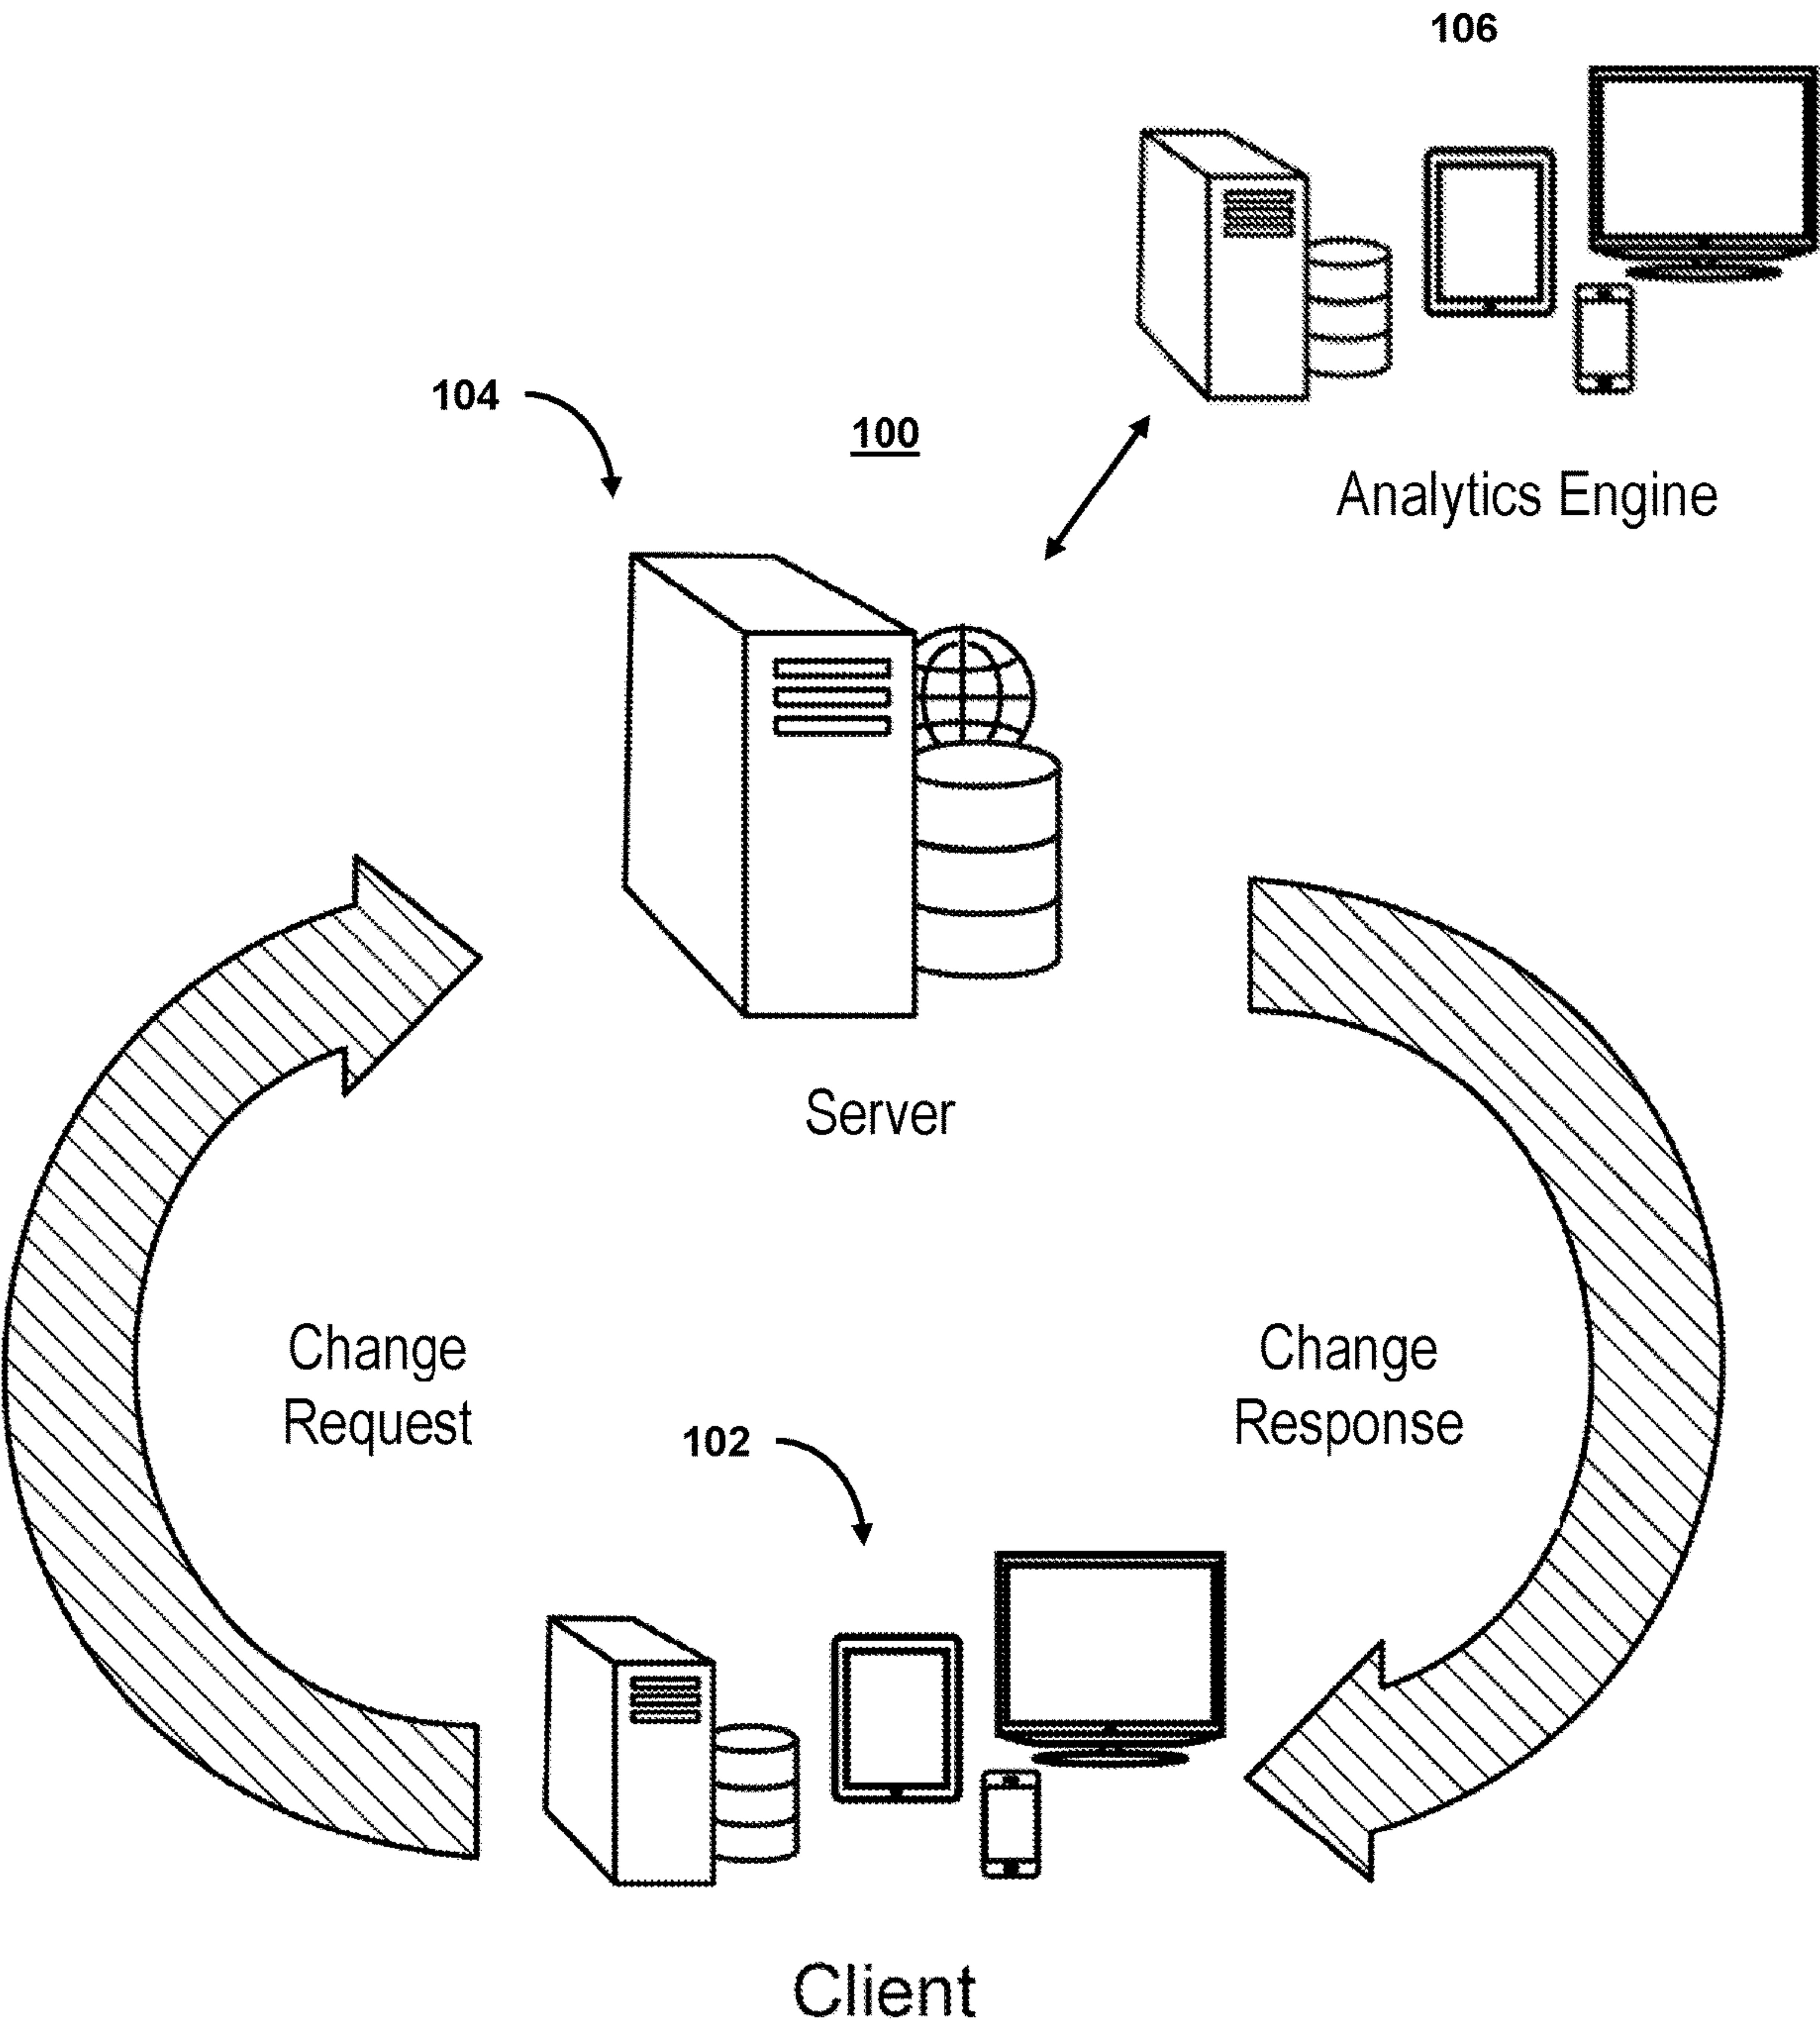 106
104
100
Analytics Engine
Server
Change
Request
Change
Response
102
Client